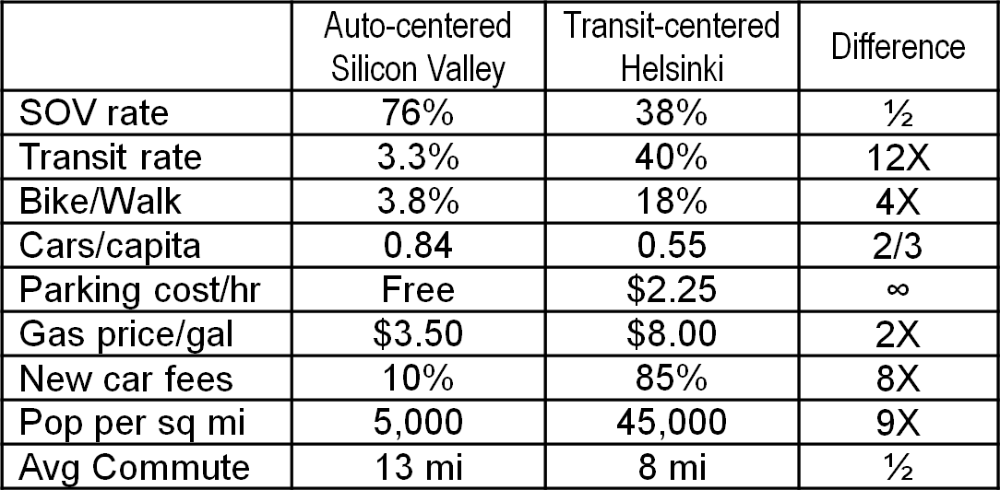 Auto-centered Silicon Valley Transit-centered Helsinki Difference
SOV rate 76% 38% ½
Transit rate 3.3% 40% 12X
Bike/Walk 3.8% 18% 4X
Cars/capita 0.84 0.55 2/3
Parking cost/hr Free $2.25 ∞
Gas price/gal $3.50 $8.00 2X
New car fees 10% 85% 8X
Pop per sq mi 5,000 45,000 9X
Avg Commute 13 mi 8 mi ½